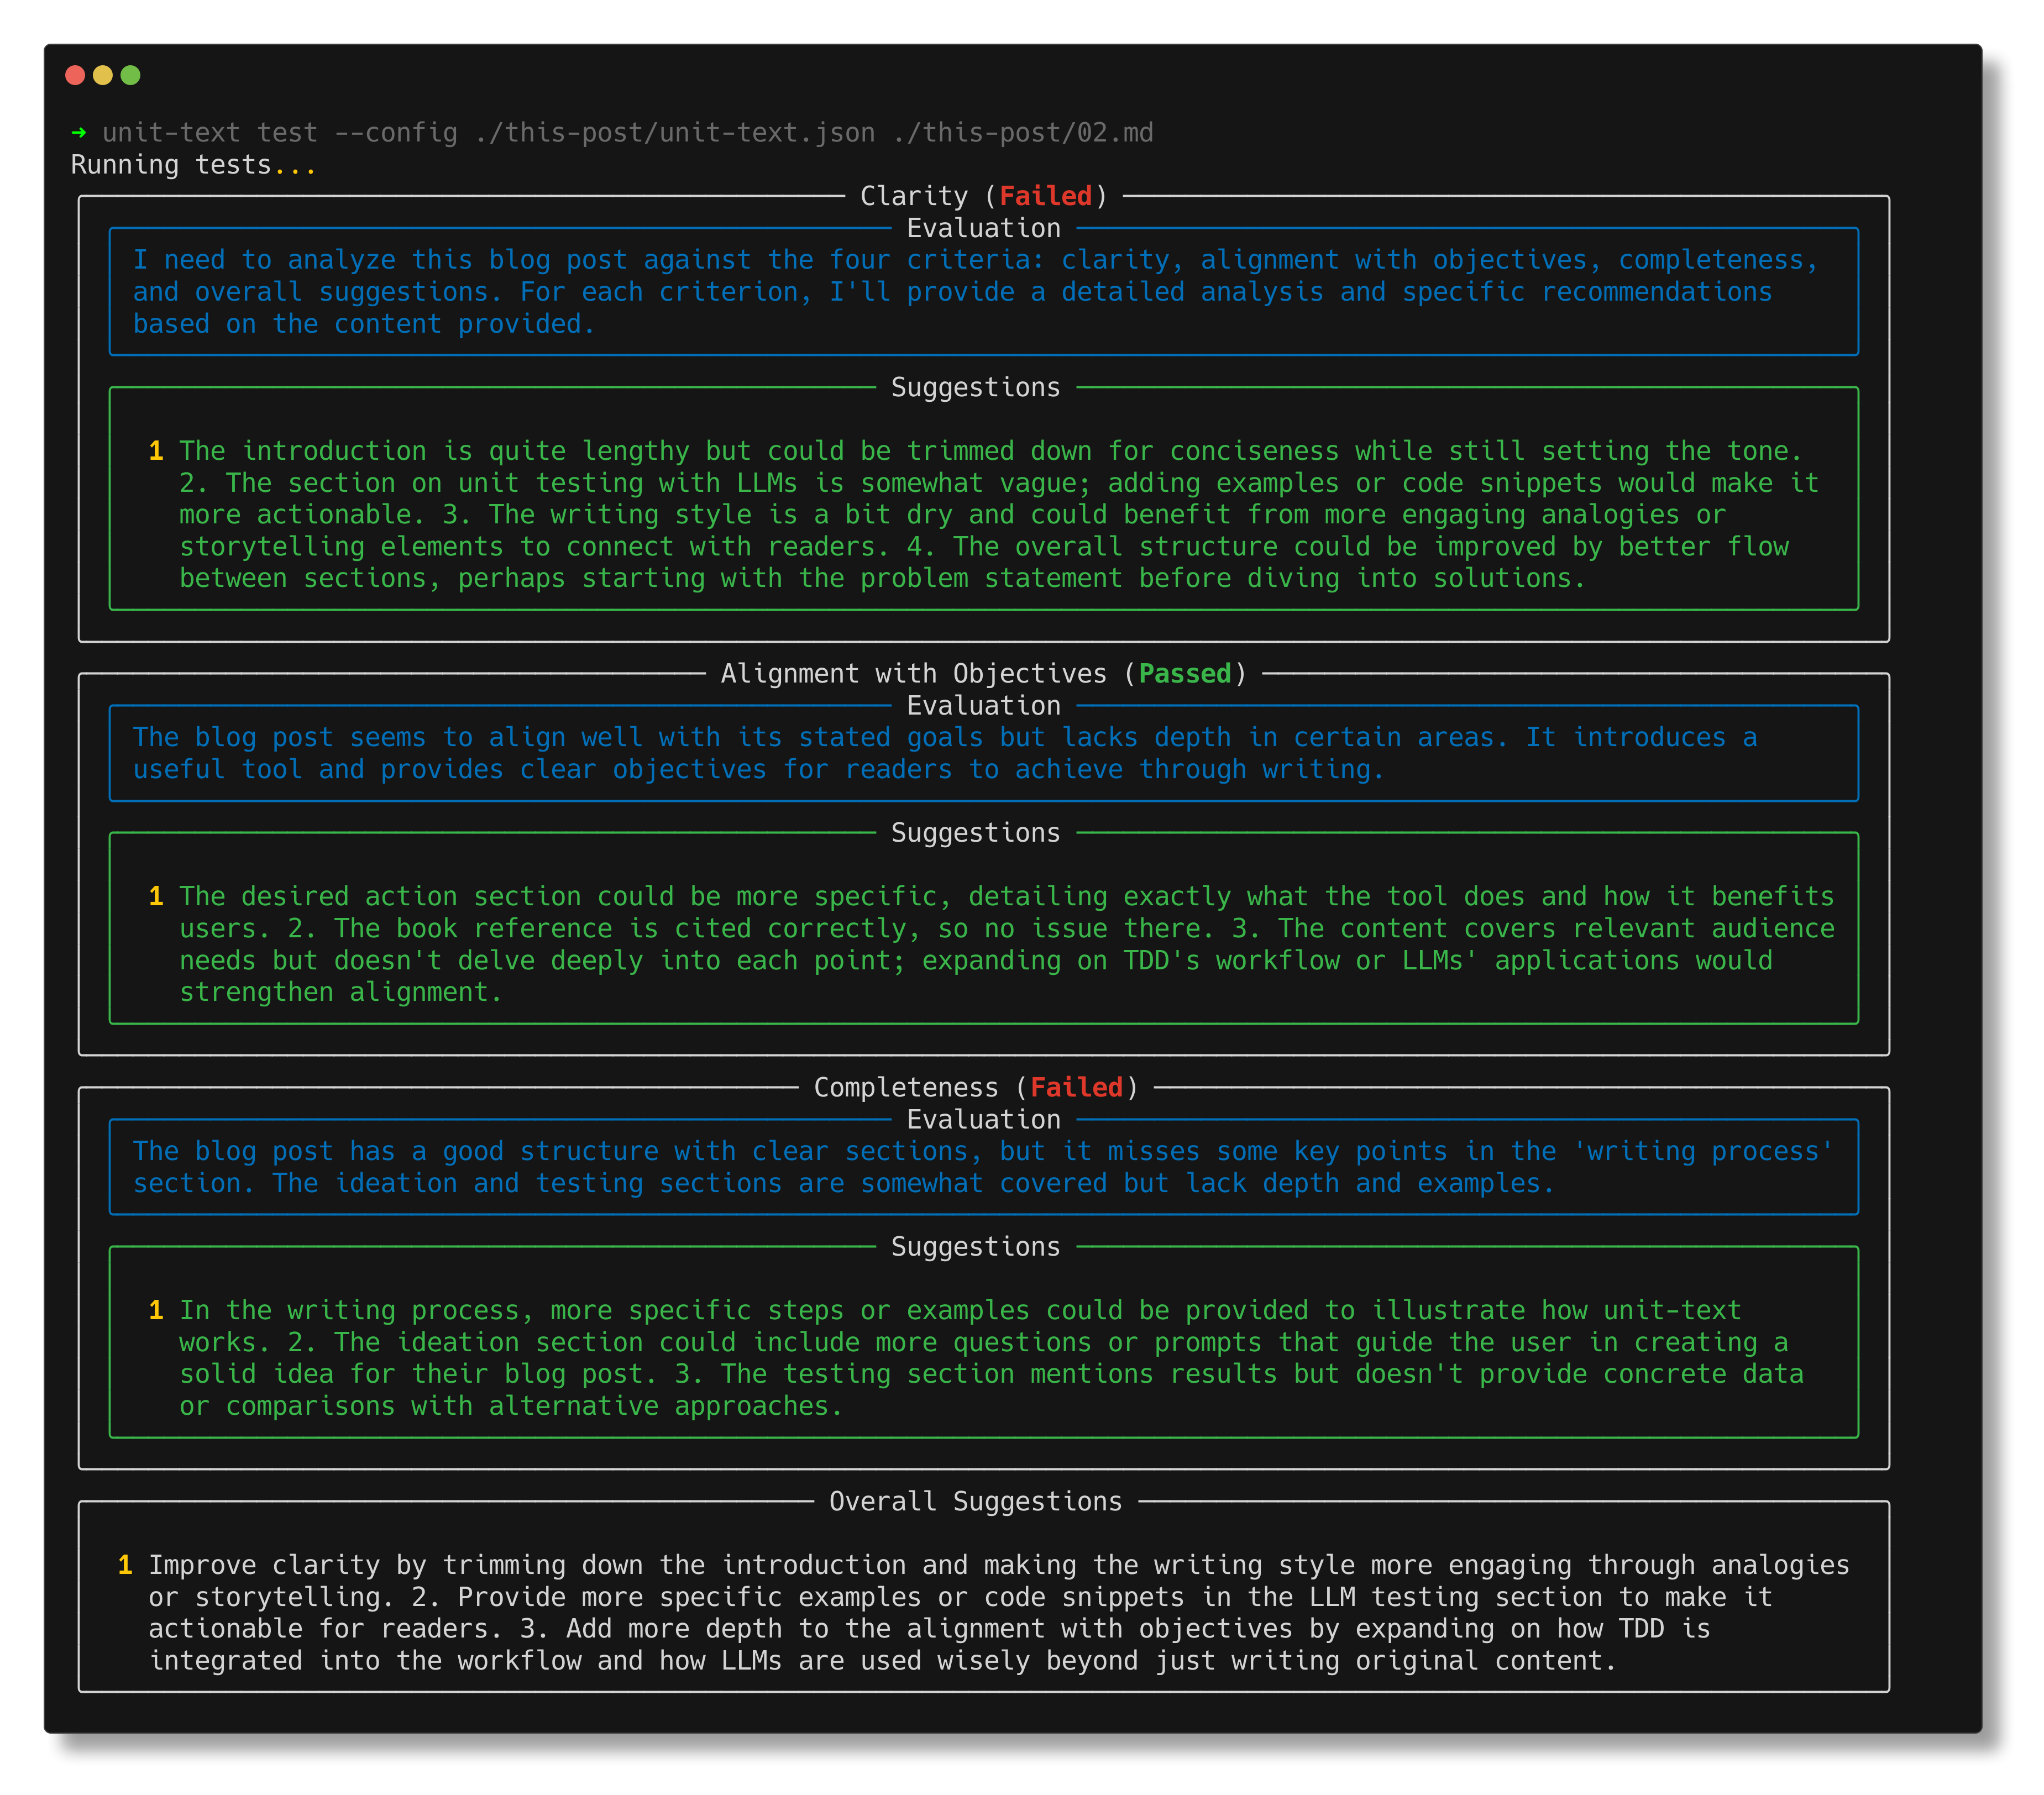 ➜ unit-text test --config ./this-post/unit-text.json ./this-post/02.md
Running tests...
Clarity (Failed)
Evaluation
I need to analyze this blog post against the four criteria: clarity, alignment with objectives, completeness,
and overall suggestions. For each criterion, I'll provide a detailed analysis and specific recommendations
based on the content provided.
Suggestions
1 The introduction is quite lengthy but could be trimmed down for conciseness while still setting the tone.
2. The section on unit testing with LLMs is somewhat vague; adding examples or code snippets would make it
more actionable. 3. The writing style is a bit dry and could benefit from more engaging analogies or
storytelling elements to connect with readers. 4. The overall structure could be improved by better flow
between sections, perhaps starting with the problem statement before diving into solutions.
Alignment with Objectives (Passed)
Evaluation
The blog post seems to align well with its stated goals but lacks depth in certain areas. It introduces a
useful tool and provides clear objectives for readers to achieve through writing.
Suggestions
1 The desired action section could be more specific, detailing exactly what the tool does and how it benefits
users. 2. The book reference is cited correctly, so no issue there. 3. The content covers relevant audience
needs but doesn't delve deeply into each point; expanding on TDD's workflow or LLMs' applications would
strengthen alignment.
Completeness (Failed)
Evaluation
The blog post has a good structure with clear sections, but it misses some key points in the 'writing process'
section. The ideation and testing sections are somewhat covered but lack depth and examples.
Suggestions
1 In the writing process, more specific steps or examples could be provided to illustrate how unit-text
works. 2. The ideation section could include more questions or prompts that guide the user in creating a
solid idea for their blog post. 3. The testing section mentions results but doesn't provide concrete data
or comparisons with alternative approaches.
Overall Suggestions
1 Improve clarity by trimming down the introduction and making the writing style more engaging through analogies
or storytelling. 2. Provide more specific examples or code snippets in the LLM testing section to make it
actionable for readers. 3. Add more depth to the alignment with objectives by expanding on how TDD is
integrated into the workflow and how LLMs are used wisely beyond just writing original content.